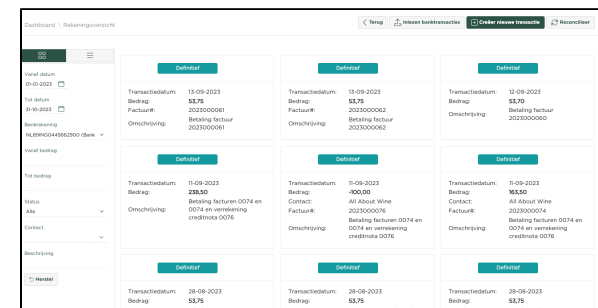 Dashboard \ Rekeningoverzicht
Terug
Inlezen banktransacties
Creëer nieuwe transactie
Reconcilieer
Vanaf datum
01-01-2023
Tot datum
31-10-2023
Bankrekening
NL89INGO4456621900 (Bank
Vanaf bedrag
Tot bedrag
Status
Alle
Contact
Beschrijving
Herstel
Definitief
Transactiedatum: 13-09-2023
Bedrag: 53,75
Factuur#: 2023000061
Omschrijving: Betaling factuur
2023000061
Definitief
Transactiedatum: 13-09-2023
Bedrag: 53,75
Factuur#: 2023000062
Omschrijving: Betaling factuur
2023000062
Definitief
Transactiedatum: 12-09-2023
Bedrag: 53,70
Omschrijving: Betaling factuur
2023000060
Definitief
Transactiedatum: 11-09-2023
Bedrag: 238,50
Omschrijving: Betaling facturen 0074 en
0074 en verrekening
creditnota 0076
Definitief
Transactiedatum: 11-09-2023
Bedrag: -100,00
Contact: All About Wine
Factuur#: 2023000076
Omschrijving: Betaling facturen 0074 en
0074 en verrekening
creditnota 0076
Definitief
Transactiedatum: 11-09-2023
Bedrag: 163,50
Contact: All About Wine
Factuur#: 2023000074
Omschrijving: Betaling facturen 0074 en
0074 en verrekening
creditnota 0076
Definitief
Transactiedatum: 28-08-2023
Bedrag: 53,75
Definitief
Transactiedatum: 28-08-2023
Bedrag: 53,75
Definitief
Transactiedatum: 28-08-2023
Bedrag: 53,75